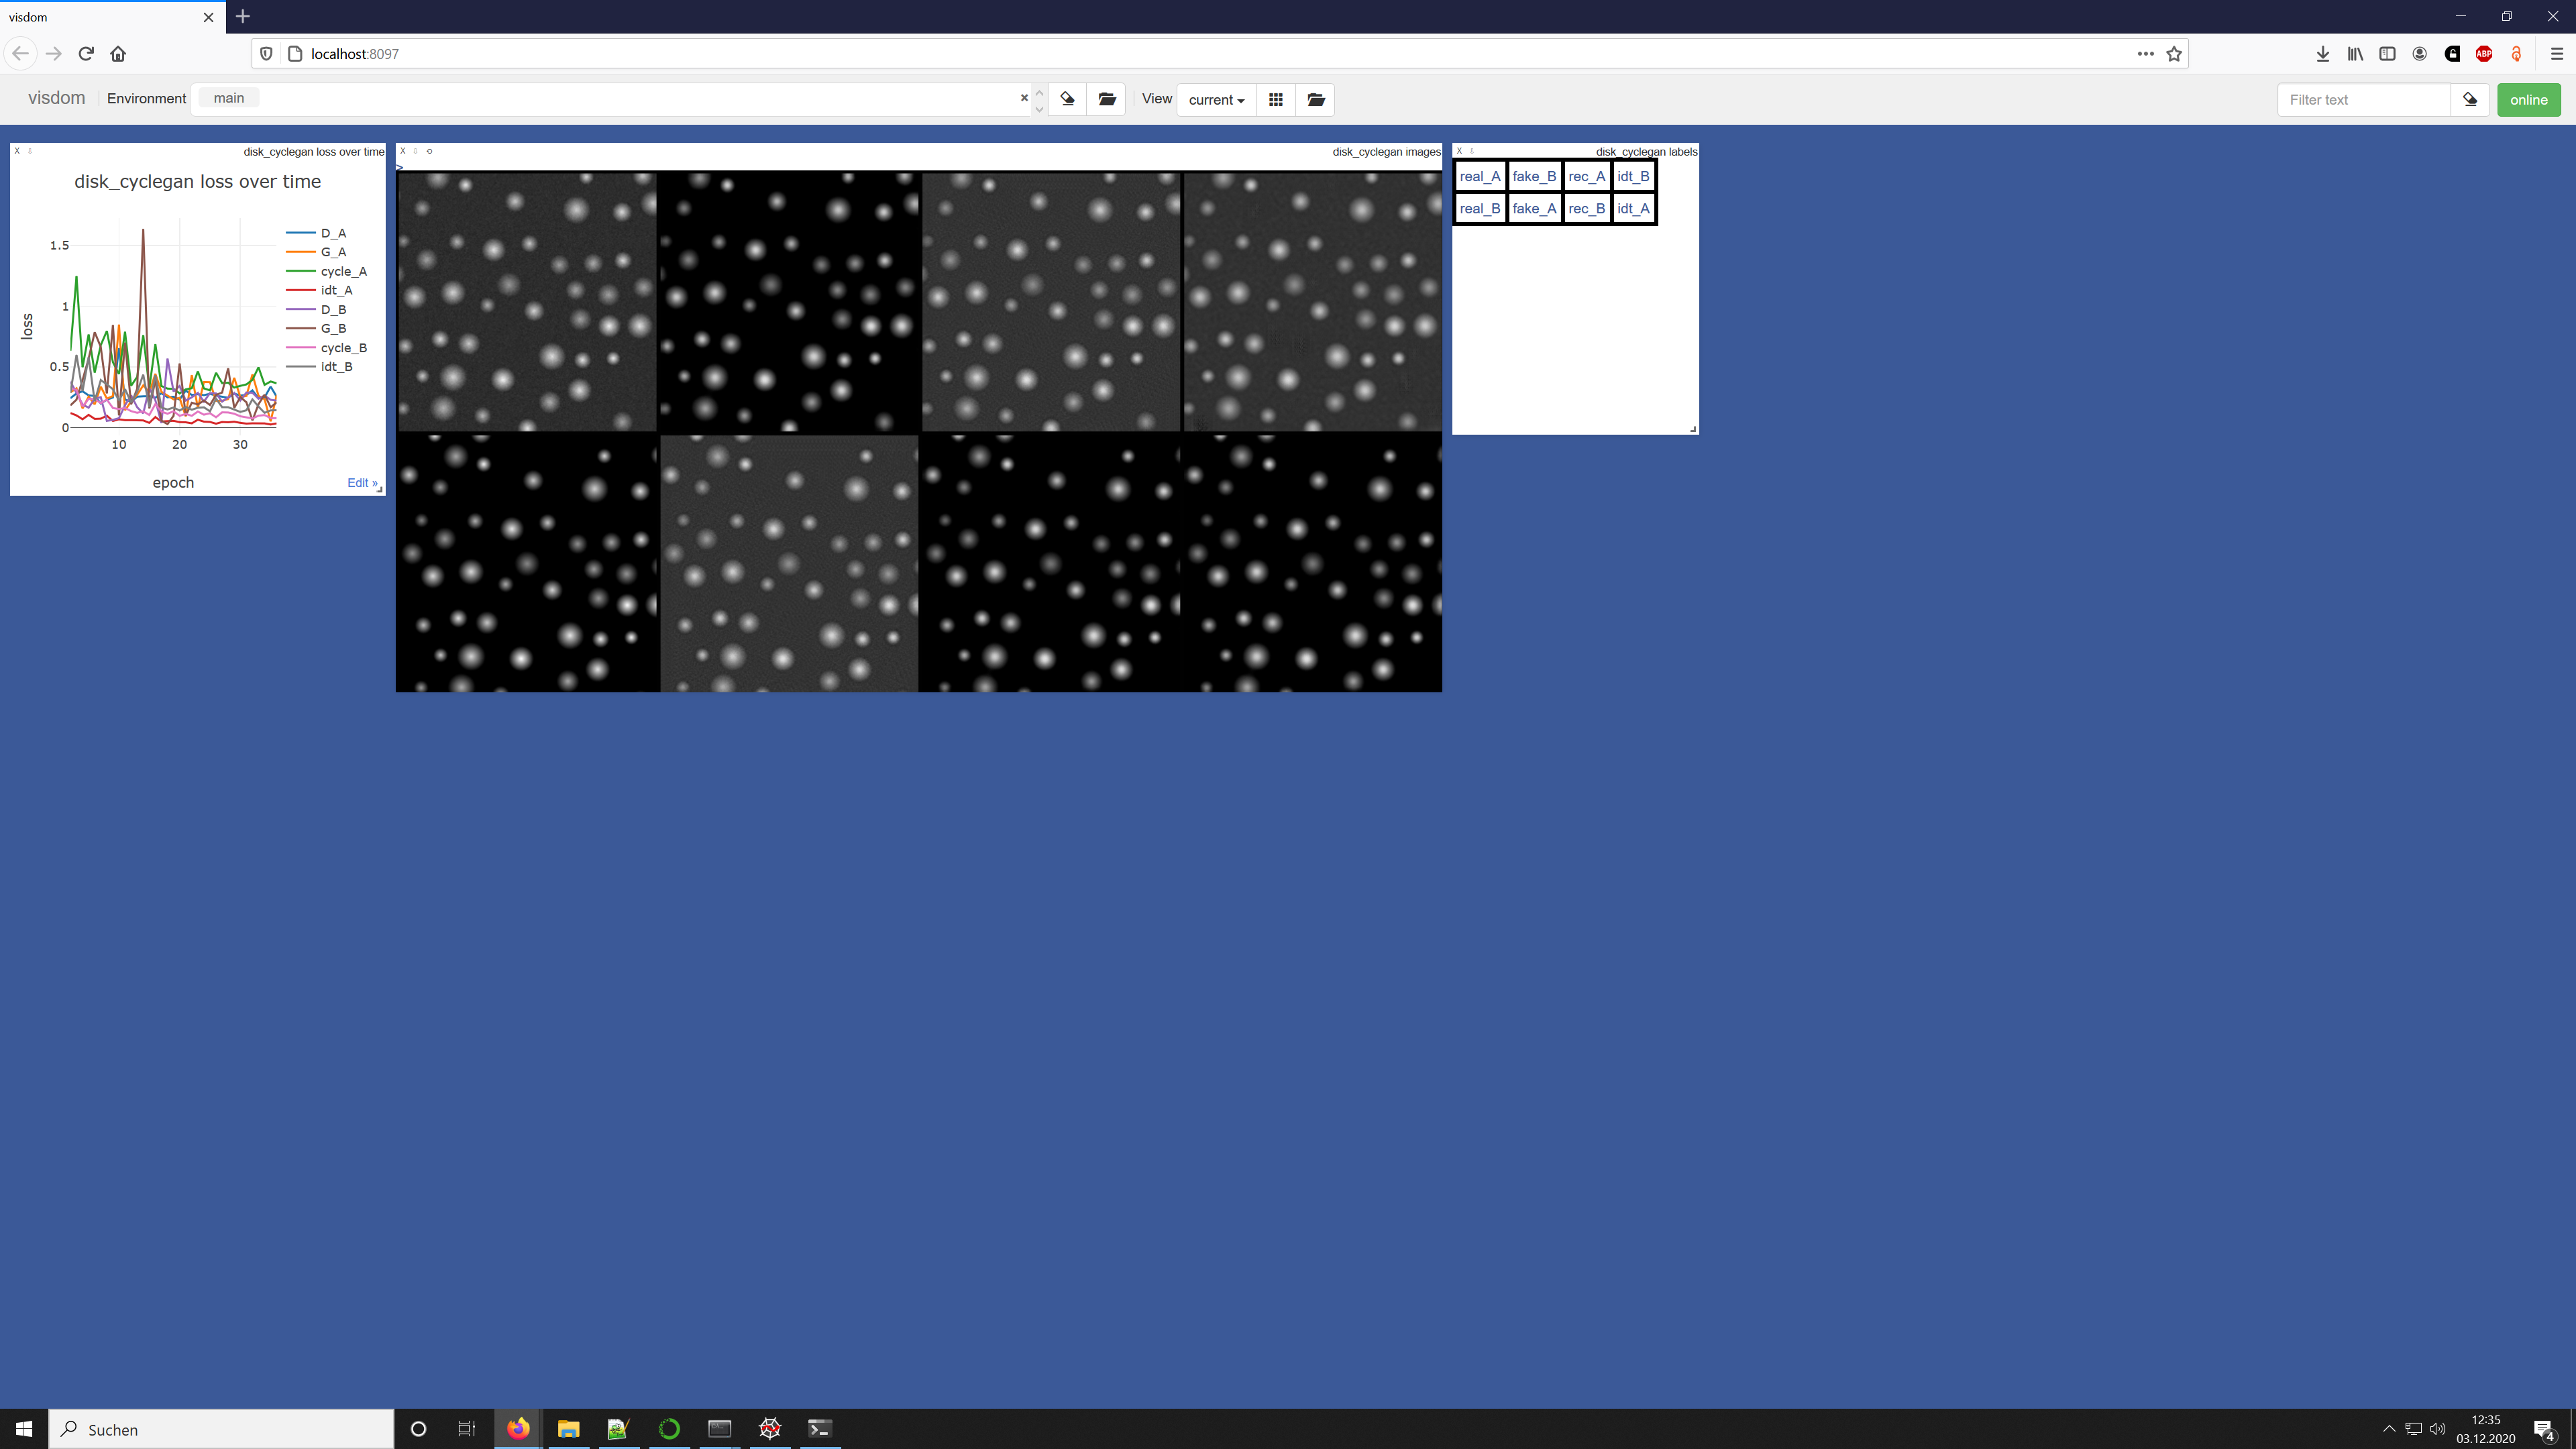 visdom
localhost:8097
visdom Environment main View current Filter text online
disk_cyclegan loss over time
disk_cyclegan loss over time
1.5
1
0.5
0
loss
10 20 30
epoch
D_A
G_A
cycle_A
idt_A
D_B
G_B
cycle_B
idt_B
Edit »
X disk_cyclegan images
>
X disk_cyclegan labels
real_A fake_B rec_A idt_B
real_B fake_A rec_B idt_A
ABP
Suchen
12:35
03.12.2020
4